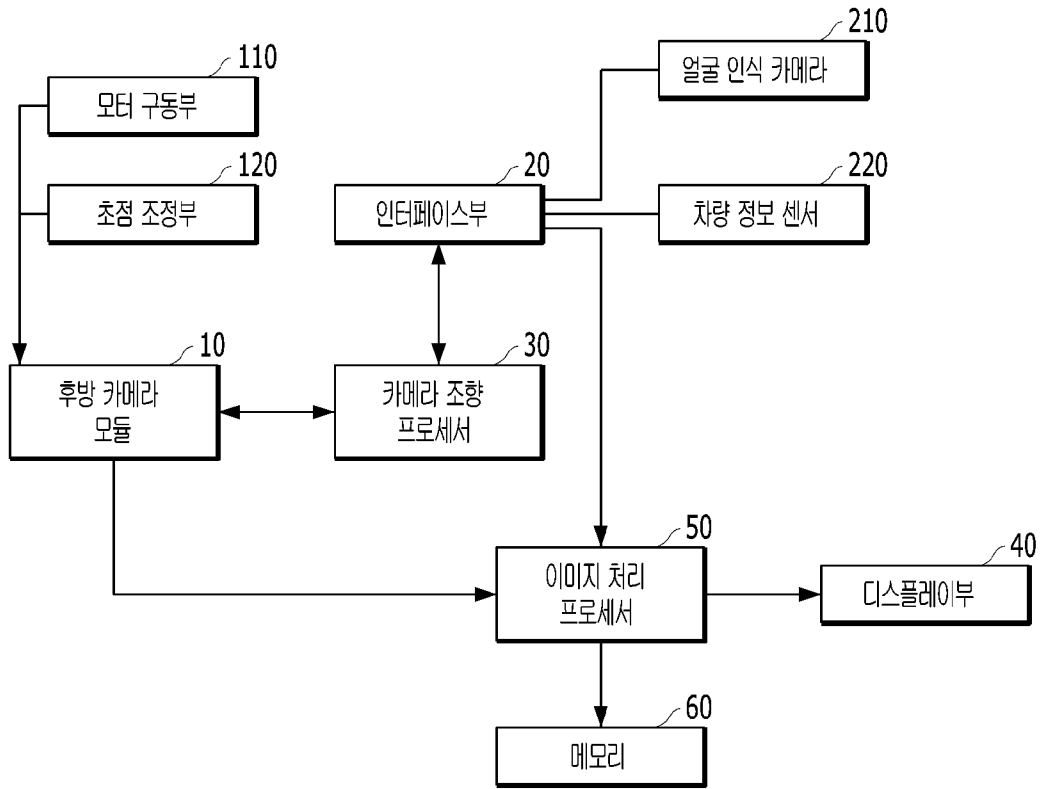 110
모터 구동부
120
초점 조정부
210
얼굴 인식 카메라
20
인터페이스부
220
차량 정보 센서
10
후방 카메라
모듈
30
카메라 조향
프로세서
50
이미지 처리
프로세서
40
디스플레이부
60
메모리